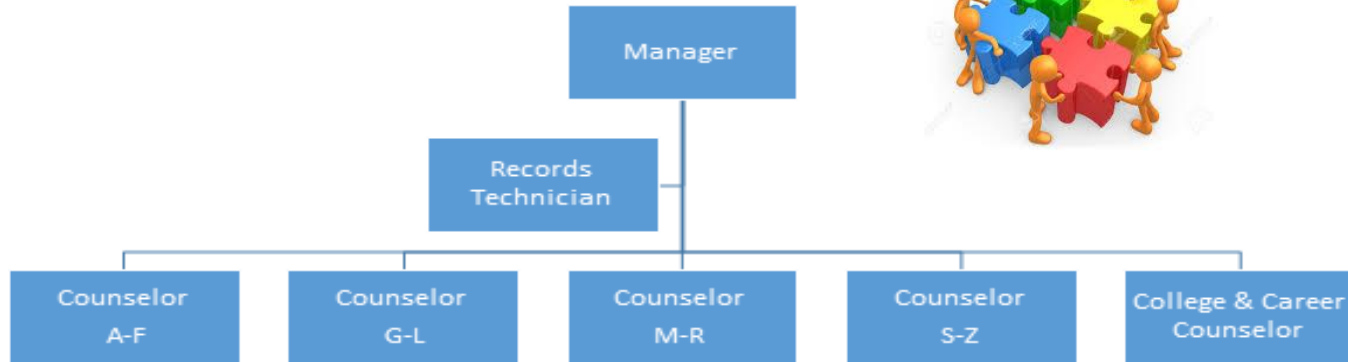 Manager
Records
Technician
Counselor
A-F
Counselor
G-L
Counselor
M-R
Counselor
S-Z
College & Career
Counselor